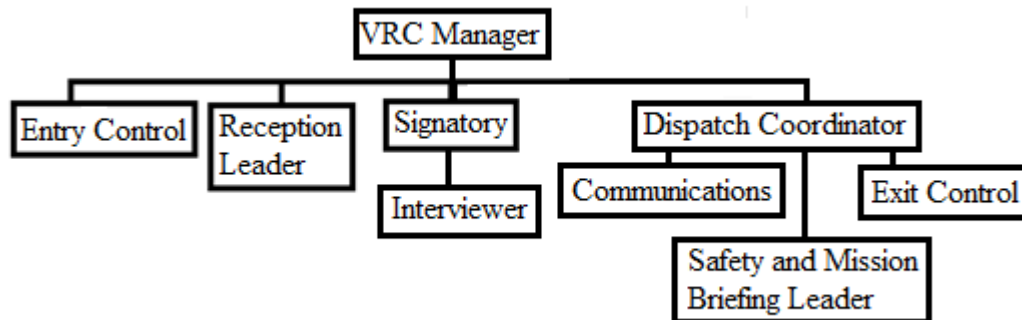 VRC Manager
Entry Control
Reception
Leader
Signatory
Dispatch Coordinator
Interviewer
Communications
Exit Control
Safety and Mission
Briefing Leader